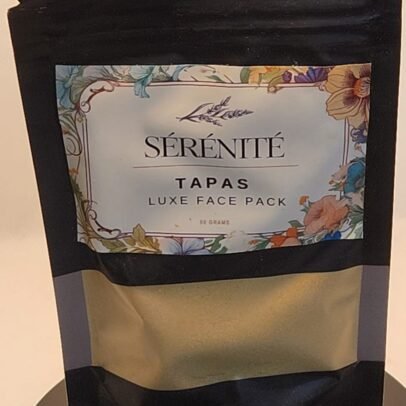 SÉRÉNITÉ
TAPAS
LUXE FACE PACK
50 GRAMS